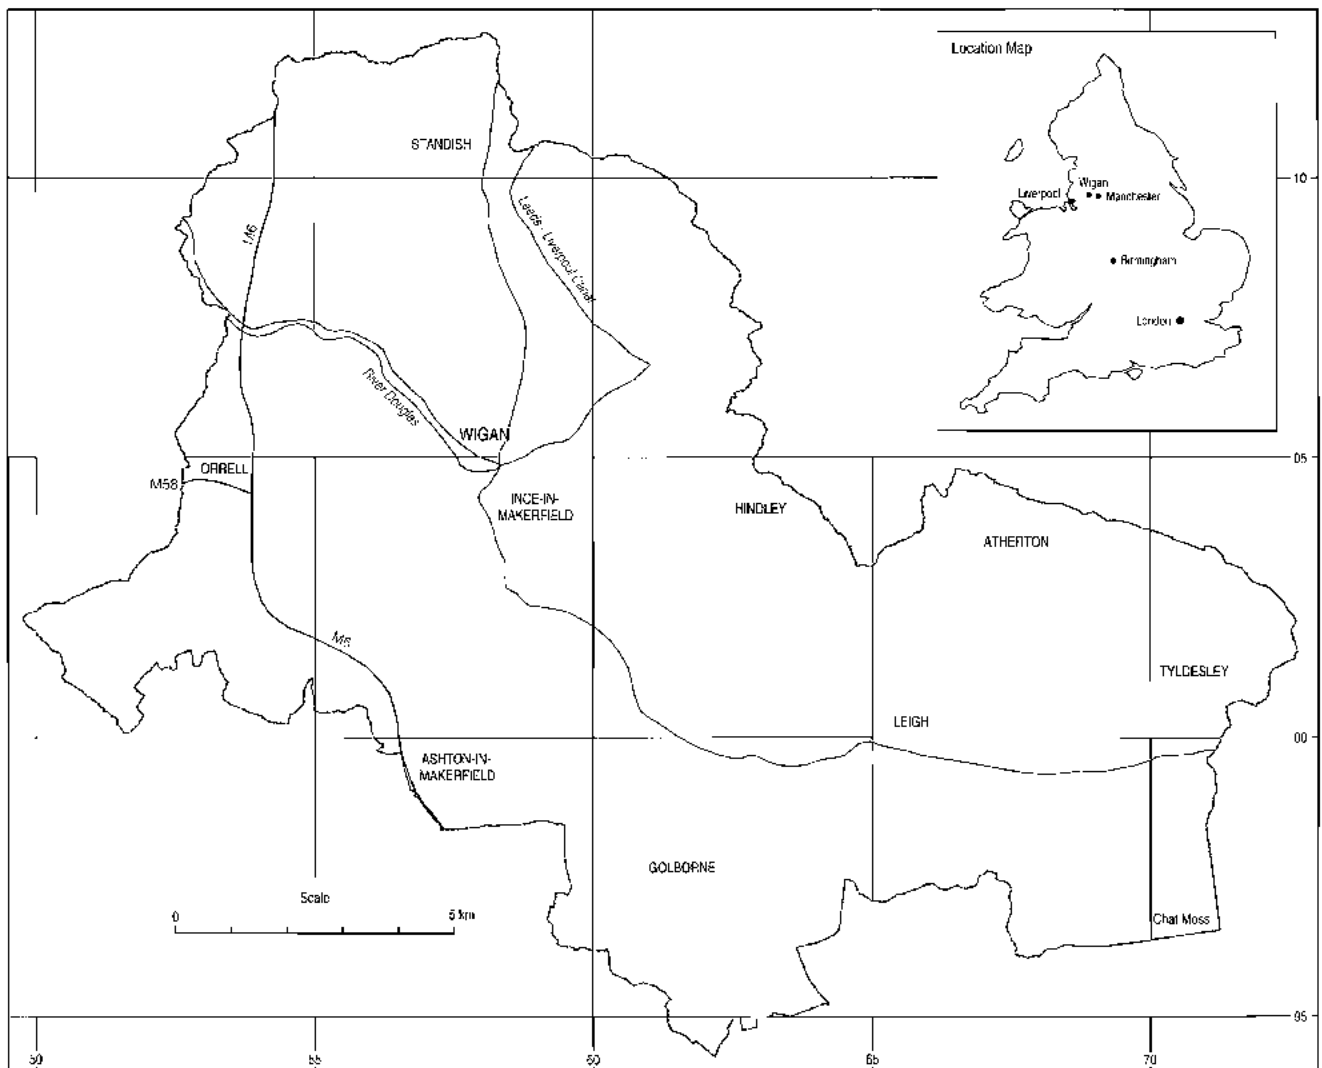 Location Map
STANDISH
10
Wigan
Liverpool
Manchester
Leeds - Liverpool Canal
M6
Birmingham
London
River Douglas
WIGAN
05
ORRELL
M58
INCE-IN-
MAKERFIELD
HINDLEY
ATHERTON
M6
TYLDESLEY
LEIGH
00
ASHTON-IN-
MAKERFIELD
GOLBORNE
Scale
0
5 km
Chat Moss
95
50
55
60
65
70